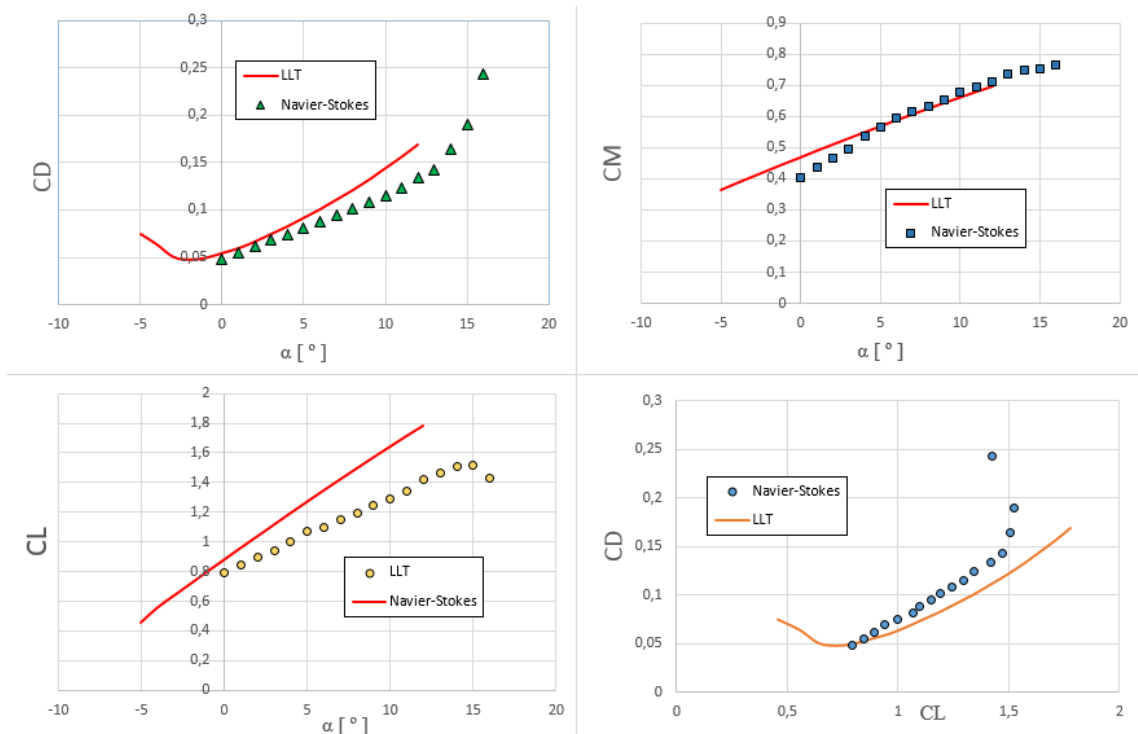 0,3
0,25
0,2
0,15
0,1
0,05
0
-10 -5 0 5 10 15 20
CD
α [ º ]
LLT
Navier-Stokes
0,9
0,8
0,7
0,6
0,5
0,4
0,3
0,2
0,1
0
-10 -5 0 5 10 15 20
CM
α [ º ]
LLT
Navier-Stokes
2
1,8
1,6
1,4
1,2
1
0,8
0,6
0,4
0,2
0
-10 -5 0 5 10 15 20
CL
α [ º ]
LLT
Navier-Stokes
0,3
0,25
0,2
0,15
0,1
0,05
0
0 0,5 1 1,5 2
CD
CL
Navier-Stokes
LLT